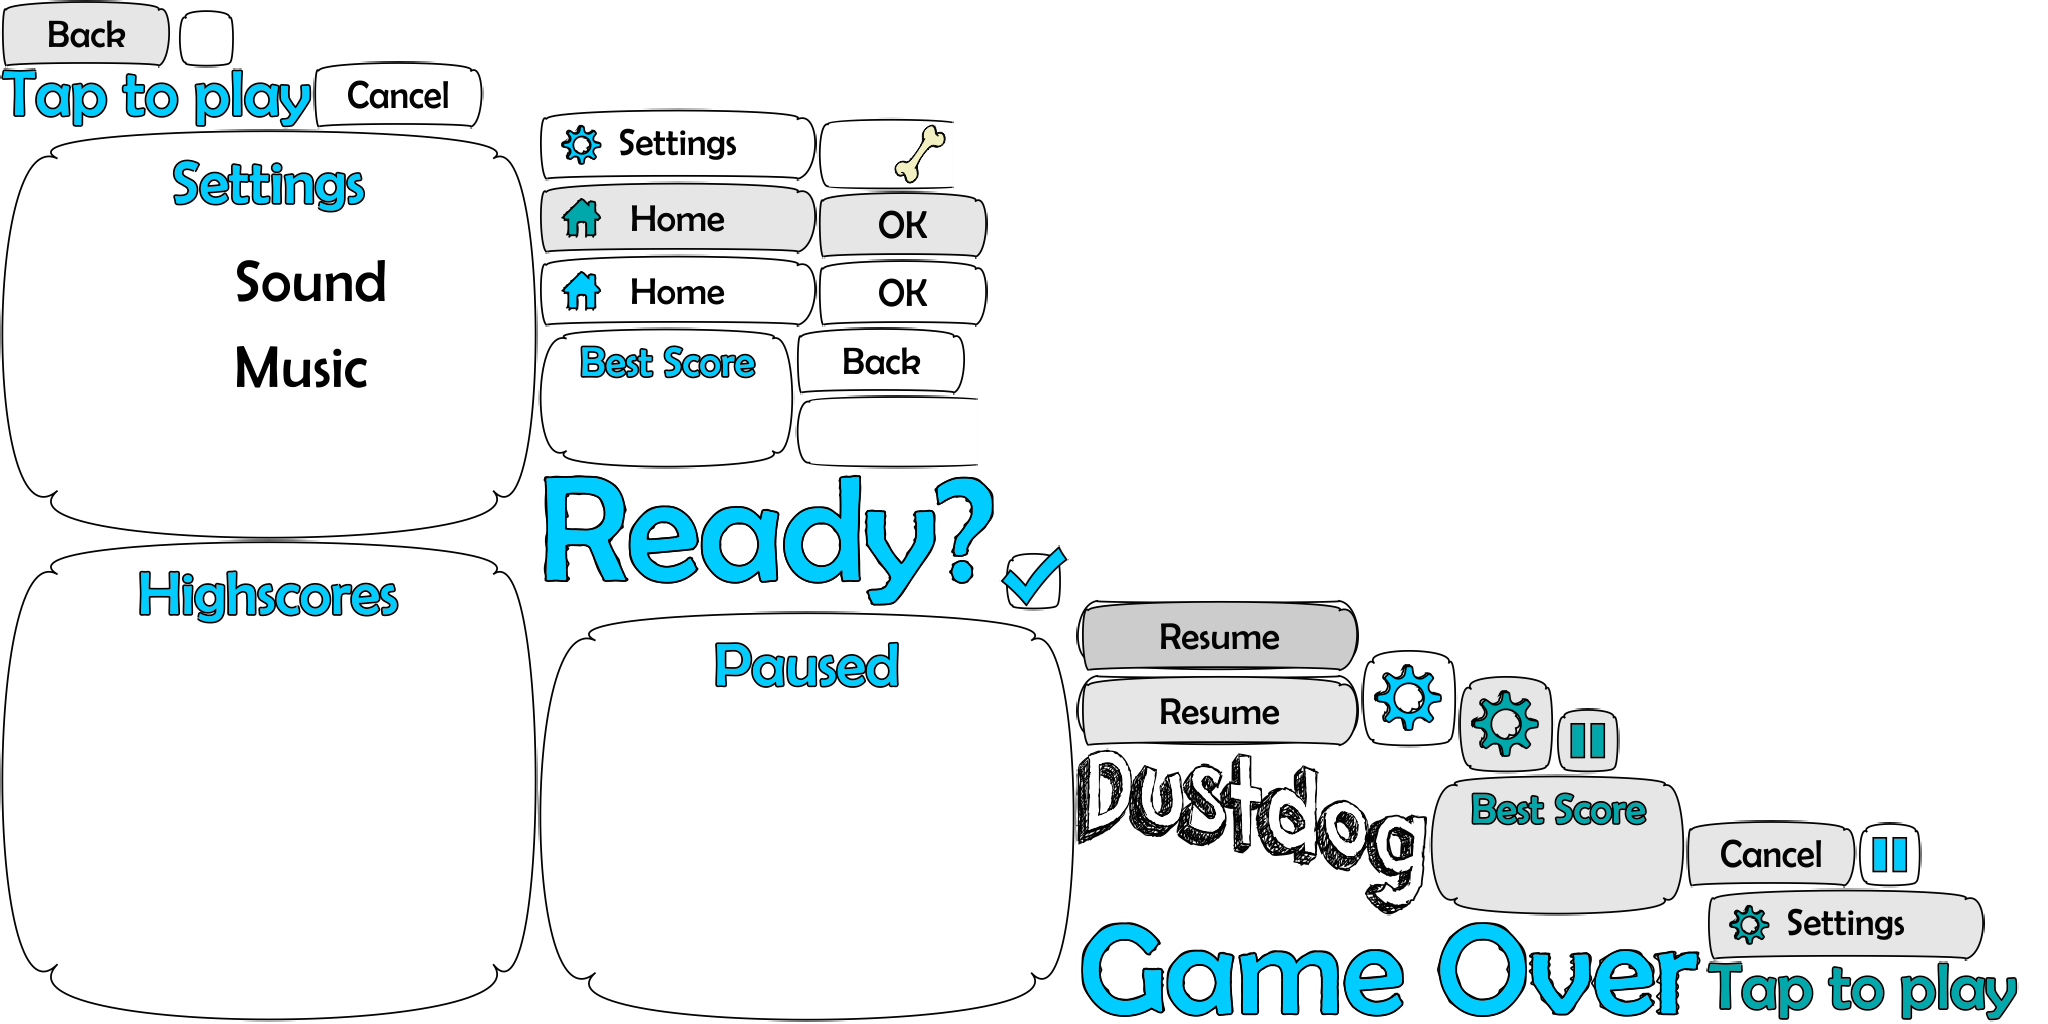 Back
Tap to play
Cancel
Settings
Sound
Music
Highscores
Settings
Home
OK
Home
OK
Best Score
Back
Ready?
Paused
Resume
Resume
Dustdog
Best Score
Cancel
Settings
Game Over
Tap to play